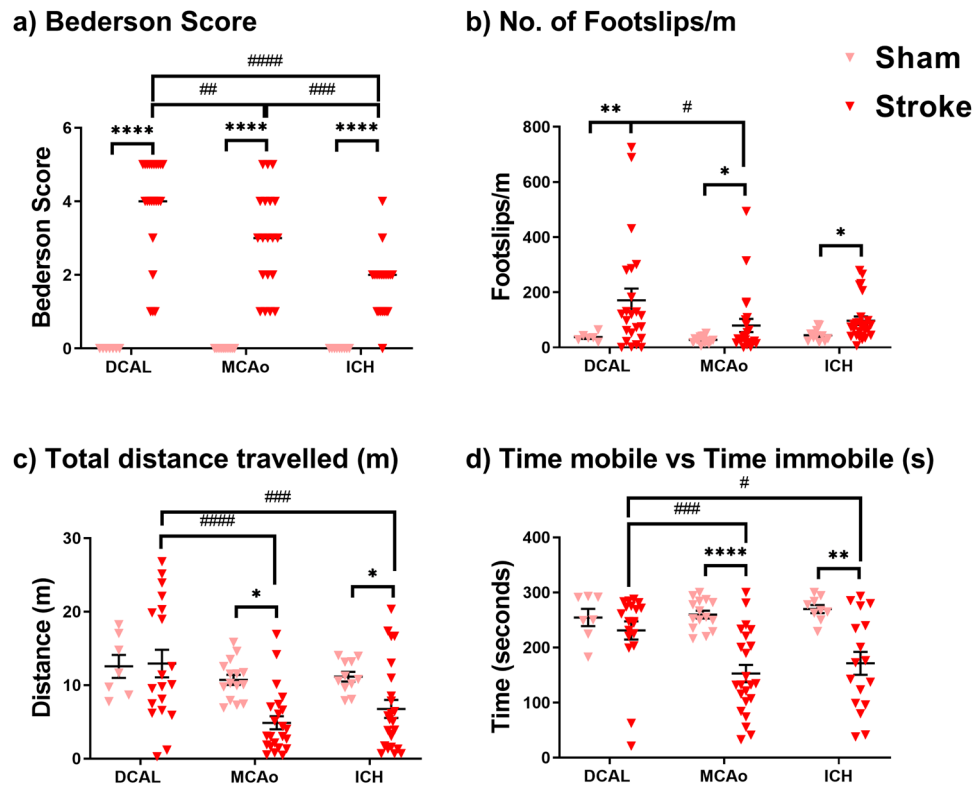 a) Bederson Score
b) No. of Footslips/m
Sham
Stroke
####
## ###
**** **** ****
Bederson Score
6
4
2
0
DCAL MCAo ICH
** #
*
*
Footslips/m
800
600
400
200
0
DCAL MCAo ICH
c) Total distance travelled (m)
d) Time mobile vs Time immobile (s)
###
####
*
*
Distance (m)
30
20
10
0
DCAL MCAo ICH
#
###
****
**
Time (seconds)
400
300
200
100
0
DCAL MCAo ICH